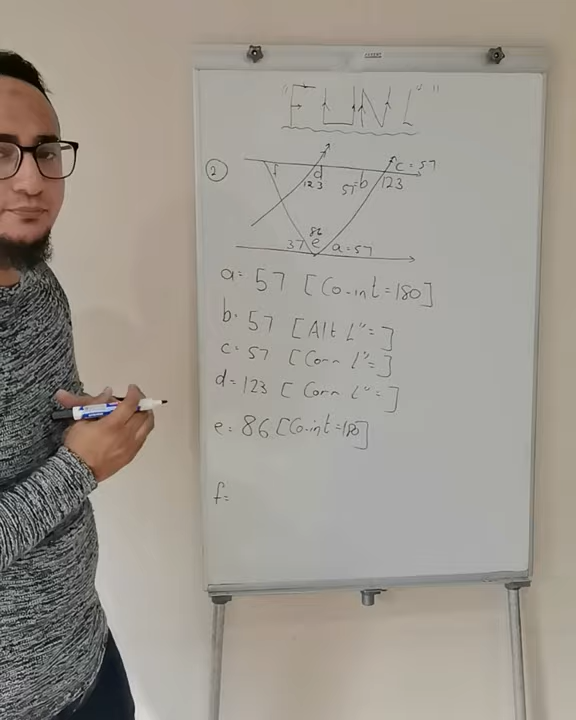 "FUNL"
2
f
d
123
c = 57
57=b
123
37
86
e
a = 57
a= 57 [Co-int=180]
b= 57 [Alt L"= ]
c= 57 [Corr L"= ]
d= 123 [Corr L"= ]
e= 86 [Co-int=180]
f=